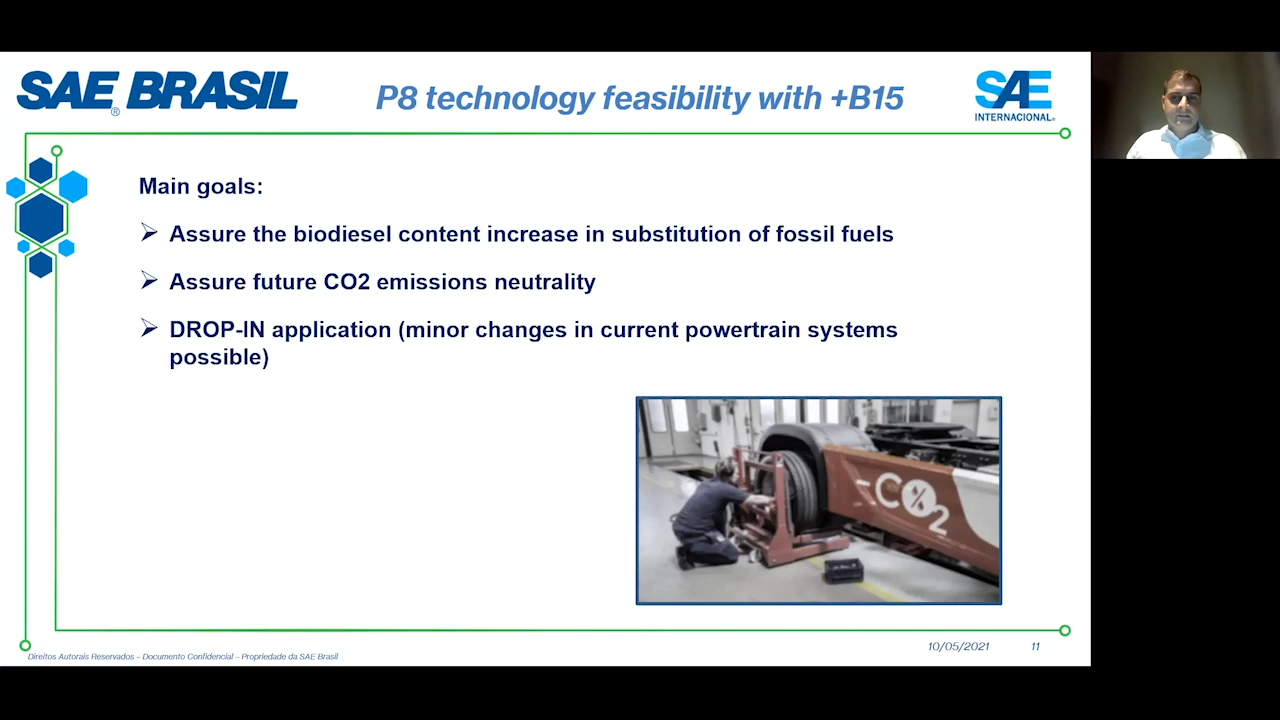 SAE BRASIL®
P8 technology feasibility with +B15
SAE
INTERNACIONAL®
Main goals:
➢ Assure the biodiesel content increase in substitution of fossil fuels
➢ Assure future CO2 emissions neutrality
➢ DROP-IN application (minor changes in current powertrain systems
possible)
CO2
Direitos Autorais Reservados – Documento Confidencial – Propriedade da SAE Brasil
10/05/2021
11